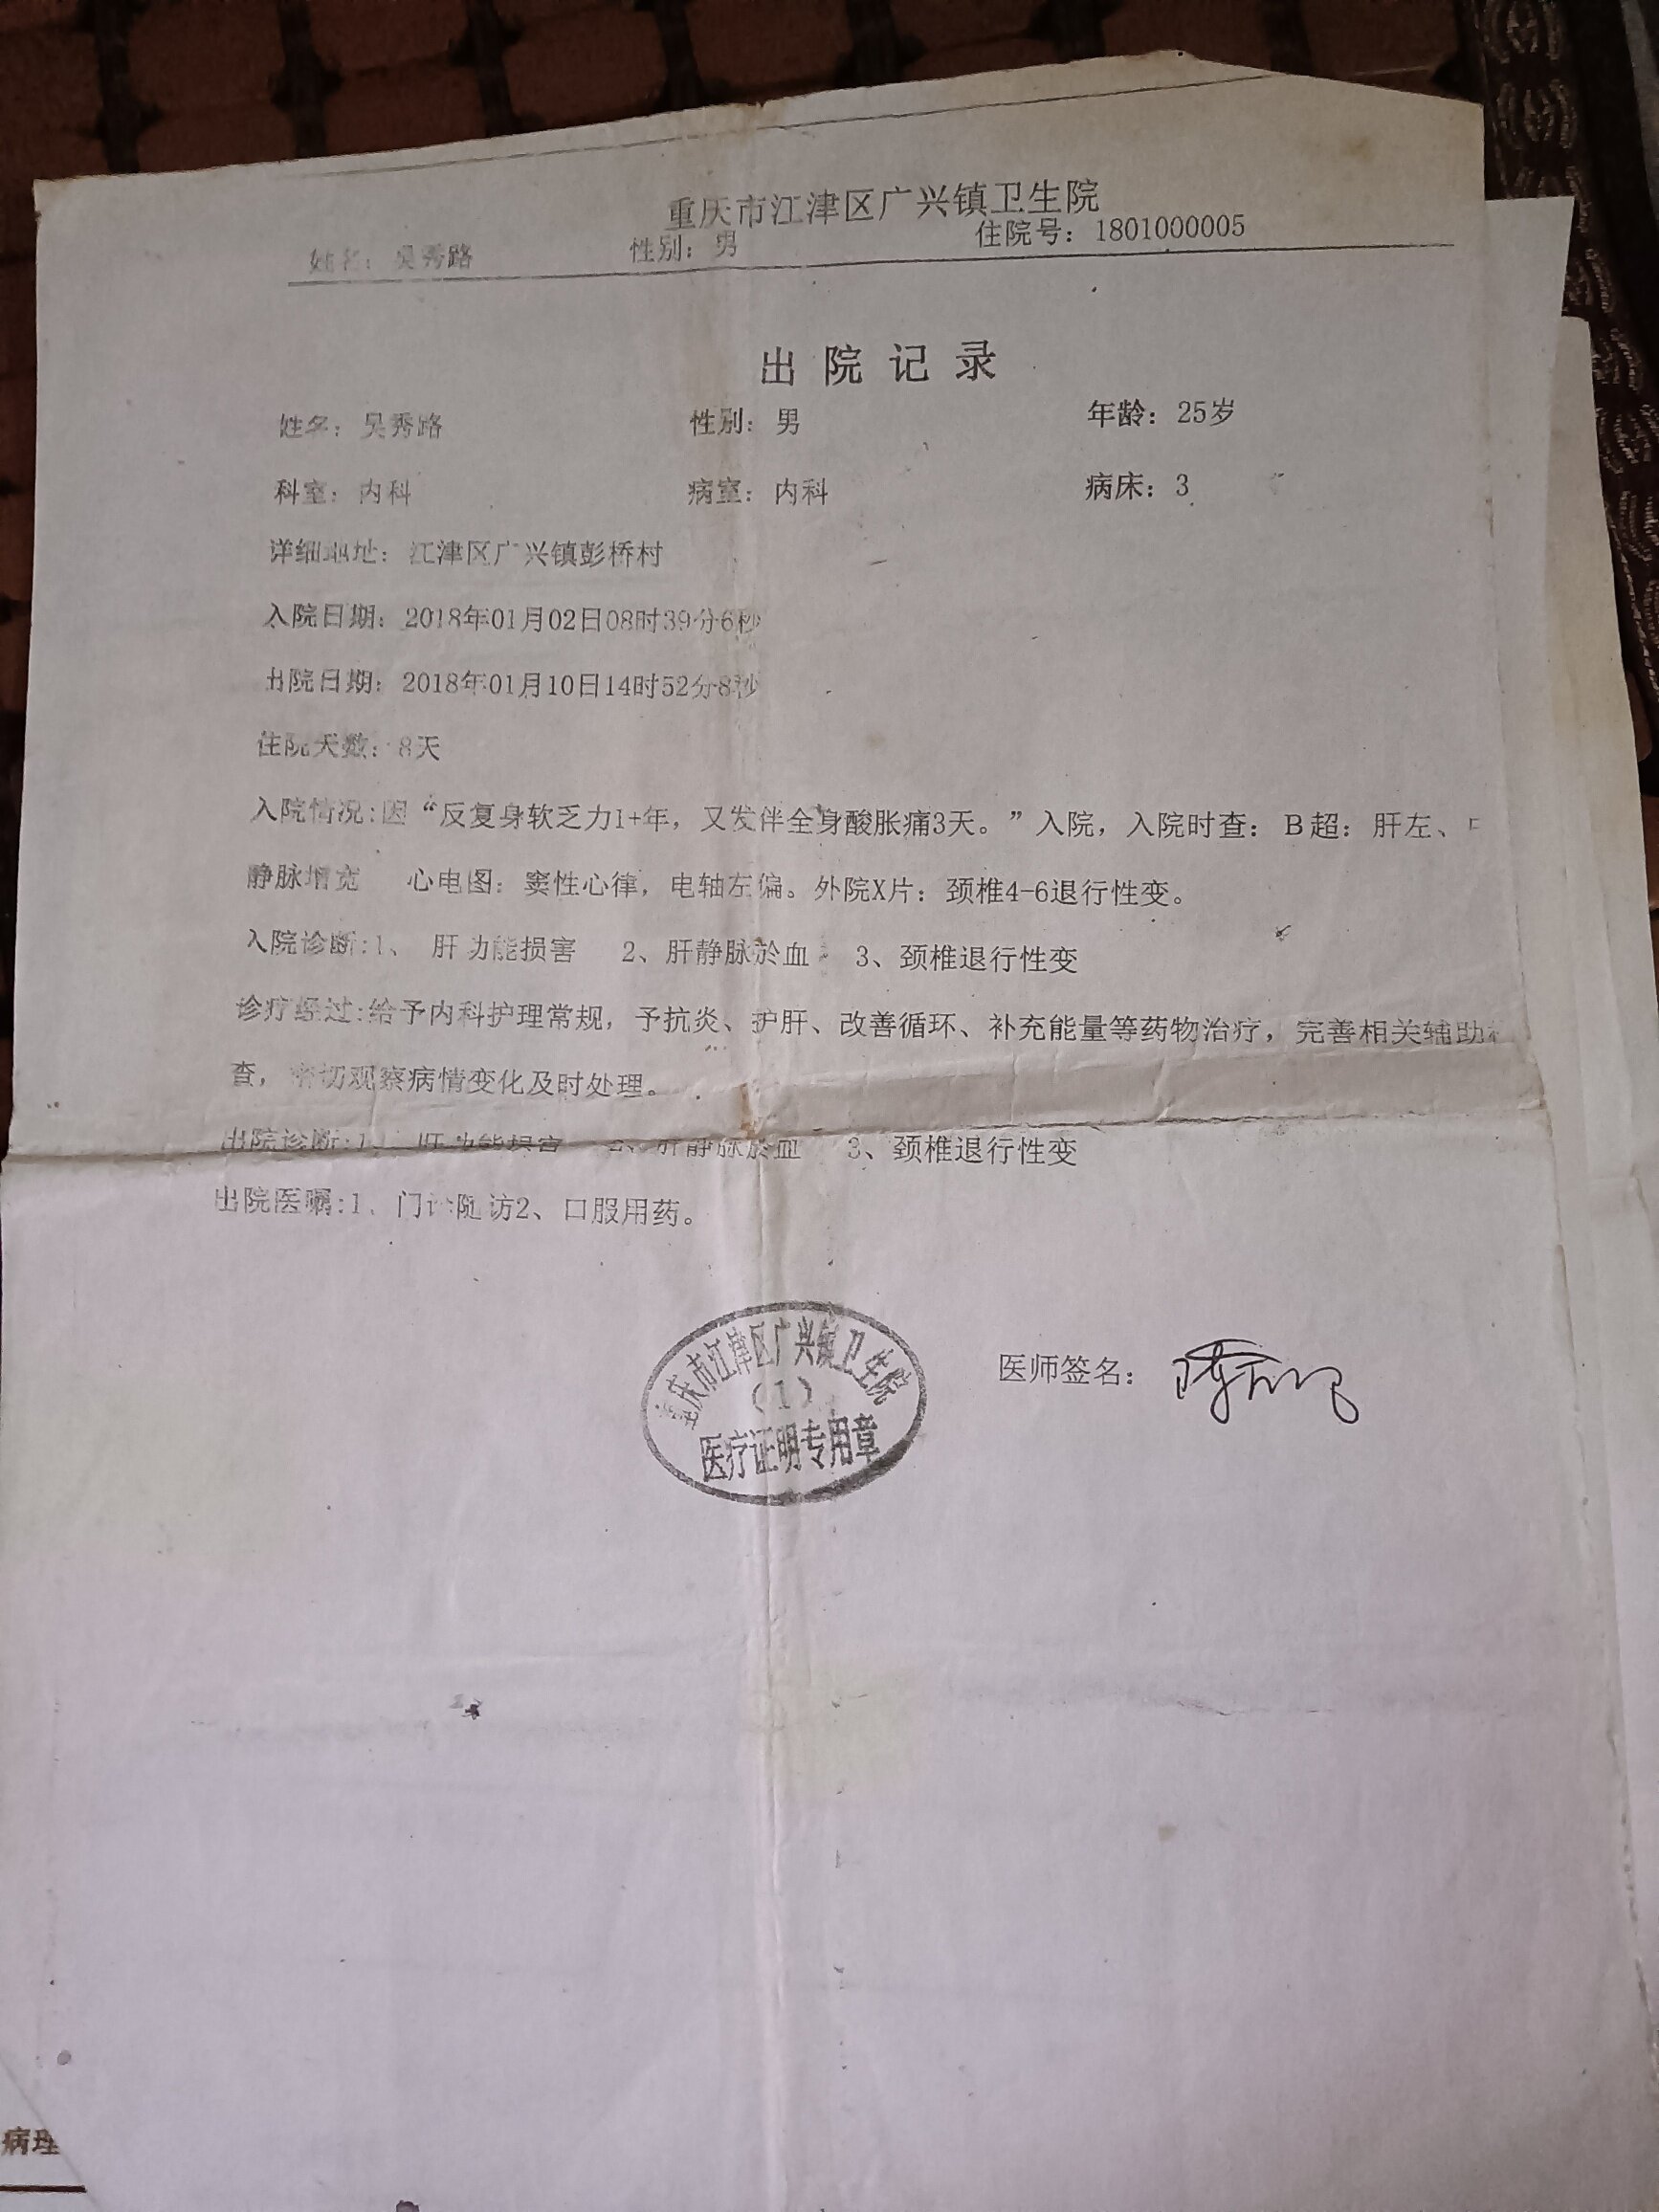 重庆市江津区广兴镇卫生院
姓名：吴秀路 性别：男 住院号：1801000005
出院记录
姓名：吴秀路 性别：男 年龄：25岁
科室：内科 病室：内科 病床：3
详细地址：江津区广兴镇彭桥村
入院日期：2018年01月02日08时39分6秒
出院日期：2018年01月10日14时52分8秒
住院天数：8天
入院情况:因“反复身软乏力1+年，又发伴全身酸胀痛3天。”入院，入院时查：B超：肝左、
静脉增宽 心电图：窦性心律，电轴左偏。外院X片：颈椎4-6退行性变。
入院诊断:1、 肝功能损害 2、肝静脉於血 3、颈椎退行性变
诊疗经过:给予内科护理常规，予抗炎、护肝、改善循环、补充能量等药物治疗，完善相关辅助
查，密切观察病情变化及时处理。
出院诊断:1、 肝功能损害 2、肝静脉於血 3、颈椎退行性变
出院医嘱:1、门诊随访2、口服用药。
重庆市江津区广兴镇卫生院
（1）
医疗证明专用章
医师签名：
病理